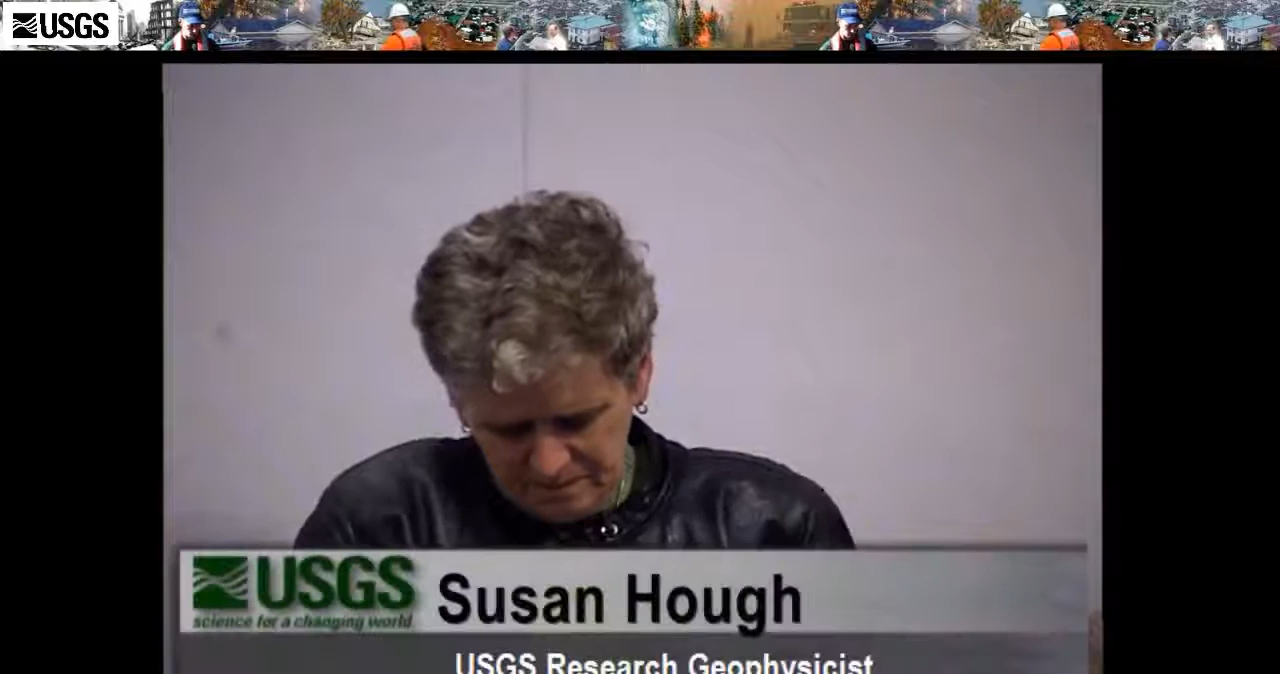 USGS
USGS
science for a changing world
Susan Hough
USGS Research Geophysicist